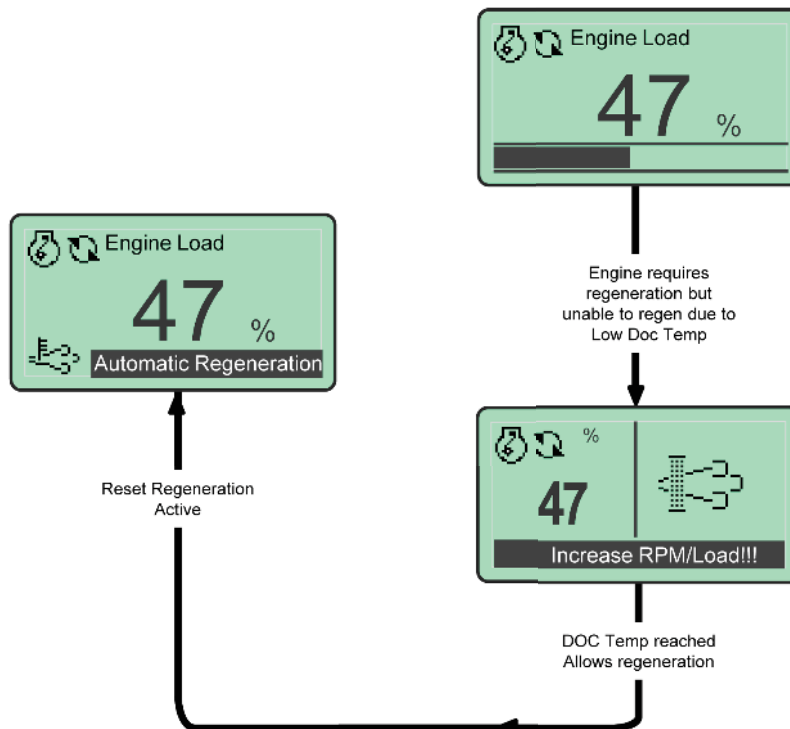 Engine Load
47 %
Engine requires
regeneration but
unable to regen due to
Low Doc Temp
%
47
Increase RPM/Load!!!
DOC Temp reached
Allows regeneration
Reset Regeneration
Active
Engine Load
47 %
Automatic Regeneration